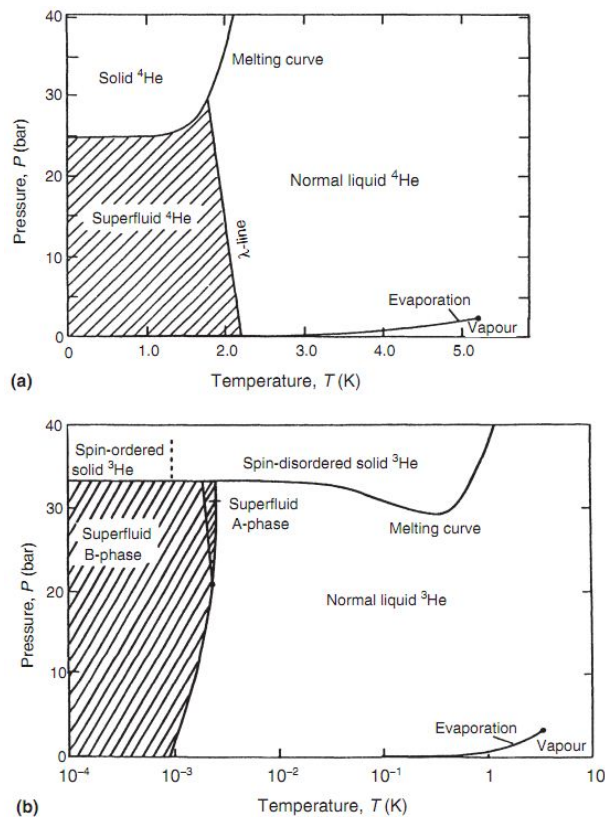 40
Melting curve
Solid ⁴He
30
Pressure, P (bar)
20
Normal liquid ⁴He
Superfluid ⁴He
λ-line
10
Evaporation
Vapour
0
0 1.0 2.0 3.0 4.0 5.0
(a)
Temperature, T (K)
40
Spin-ordered
solid ³He
Spin-disordered solid ³He
30
Superfluid
A-phase
Melting curve
Superfluid
B-phase
Pressure, P (bar)
20
Normal liquid ³He
10
Evaporation
Vapour
0
10⁻⁴ 10⁻³ 10⁻² 10⁻¹ 1 10
(b)
Temperature, T (K)